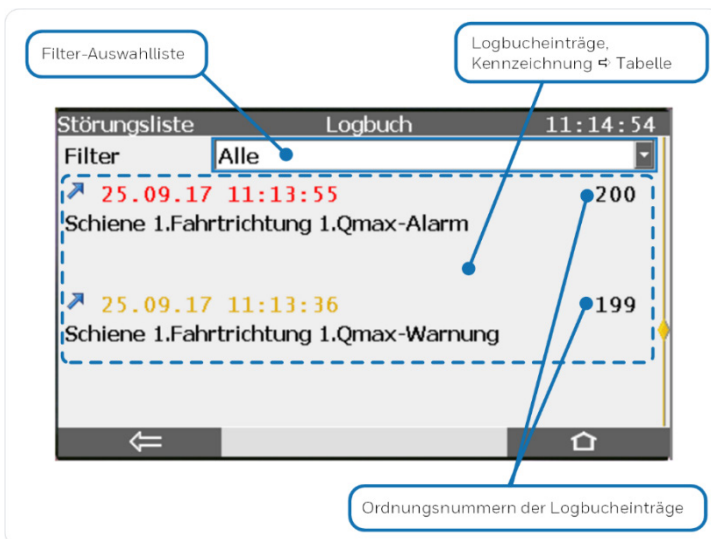 Filter-Auswahlliste
Logbucheinträge,
Kennzeichnung ➪ Tabelle
Störungsliste Logbuch 11:14:54
Filter Alle
25.09.17 11:13:55 200
Schiene 1.Fahrtrichtung 1.Qmax-Alarm
25.09.17 11:13:36 199
Schiene 1.Fahrtrichtung 1.Qmax-Warnung
Ordnungsnummern der Logbucheinträge